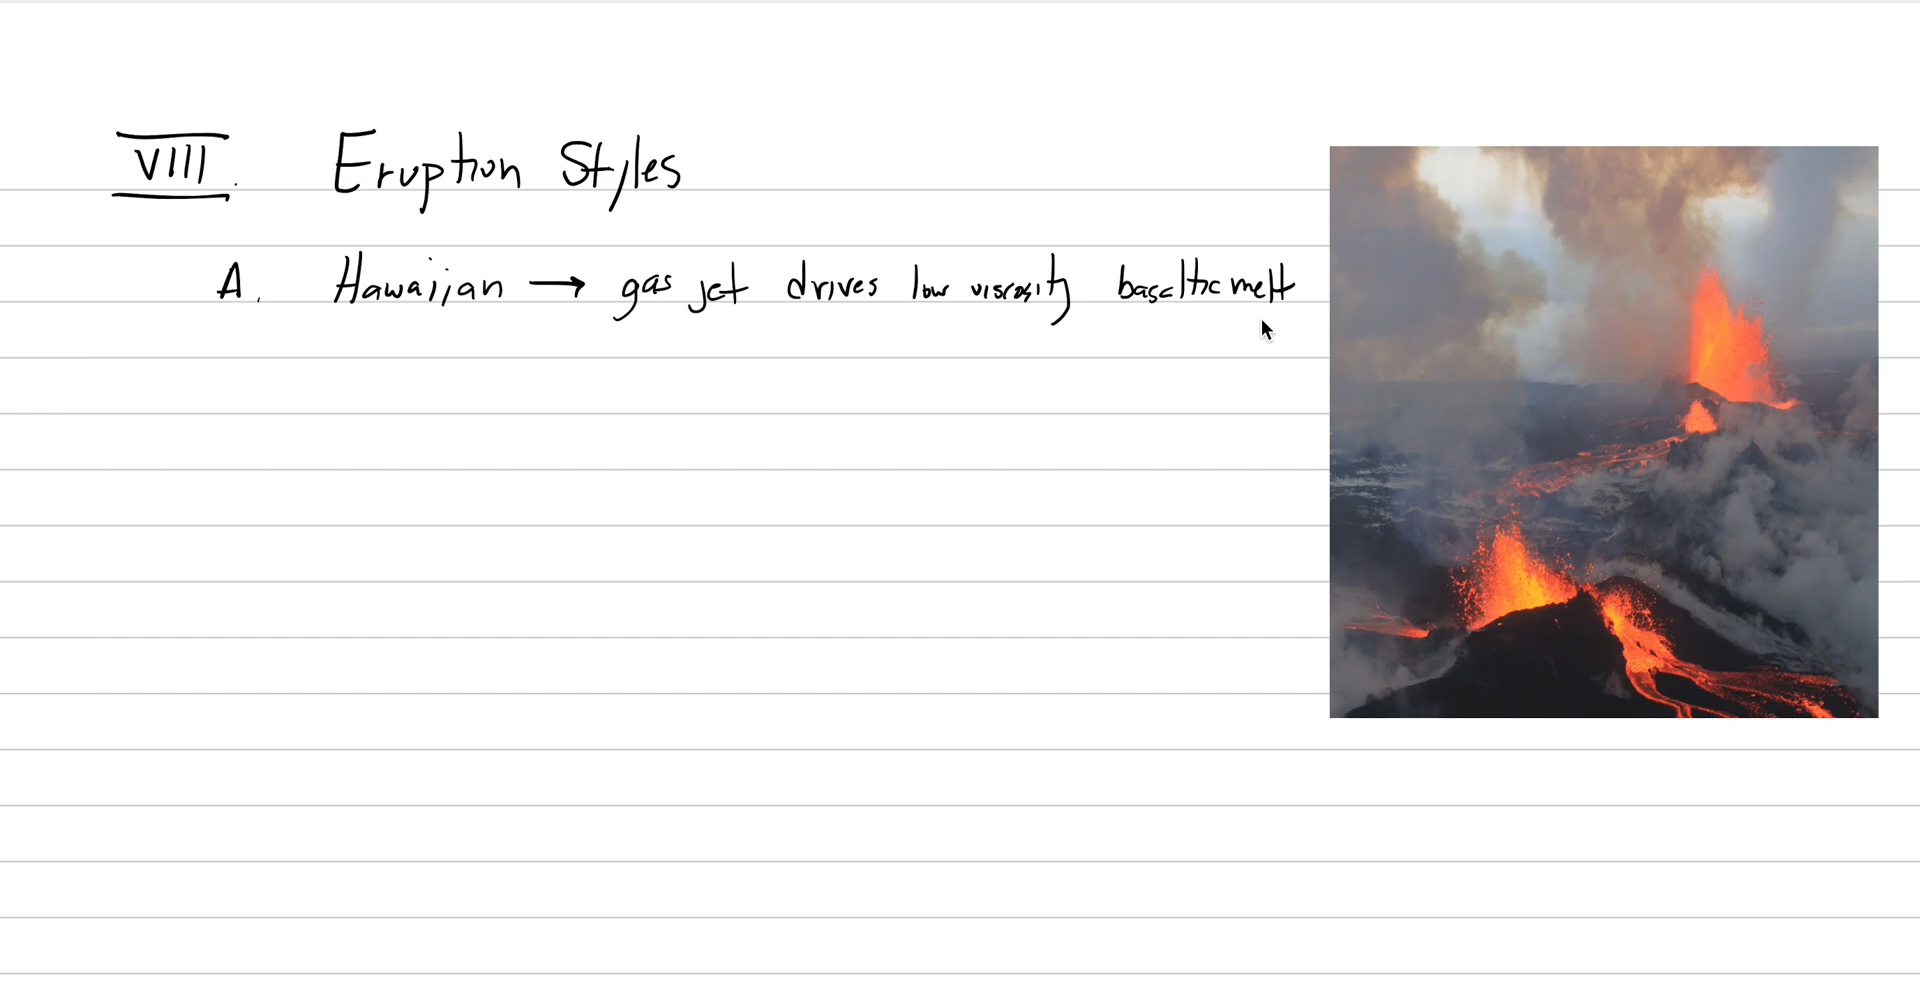 VIII. Eruption Styles
A. Hawaiian → gas jet drives low viscosity basaltic melt